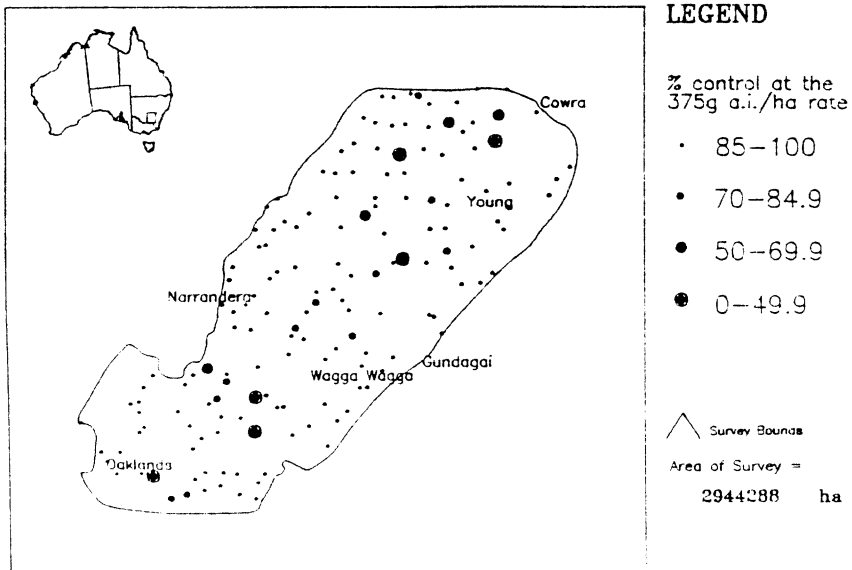 LEGEND
% control at the
375g a.i./ha rate
85-100
70-84.9
50-69.9
0-49.9
Survey Bounds
Area of Survey =
2944288 ha
Cowra
Young
Narrandera
Gundagai
Wagga Wagga
Oaklands